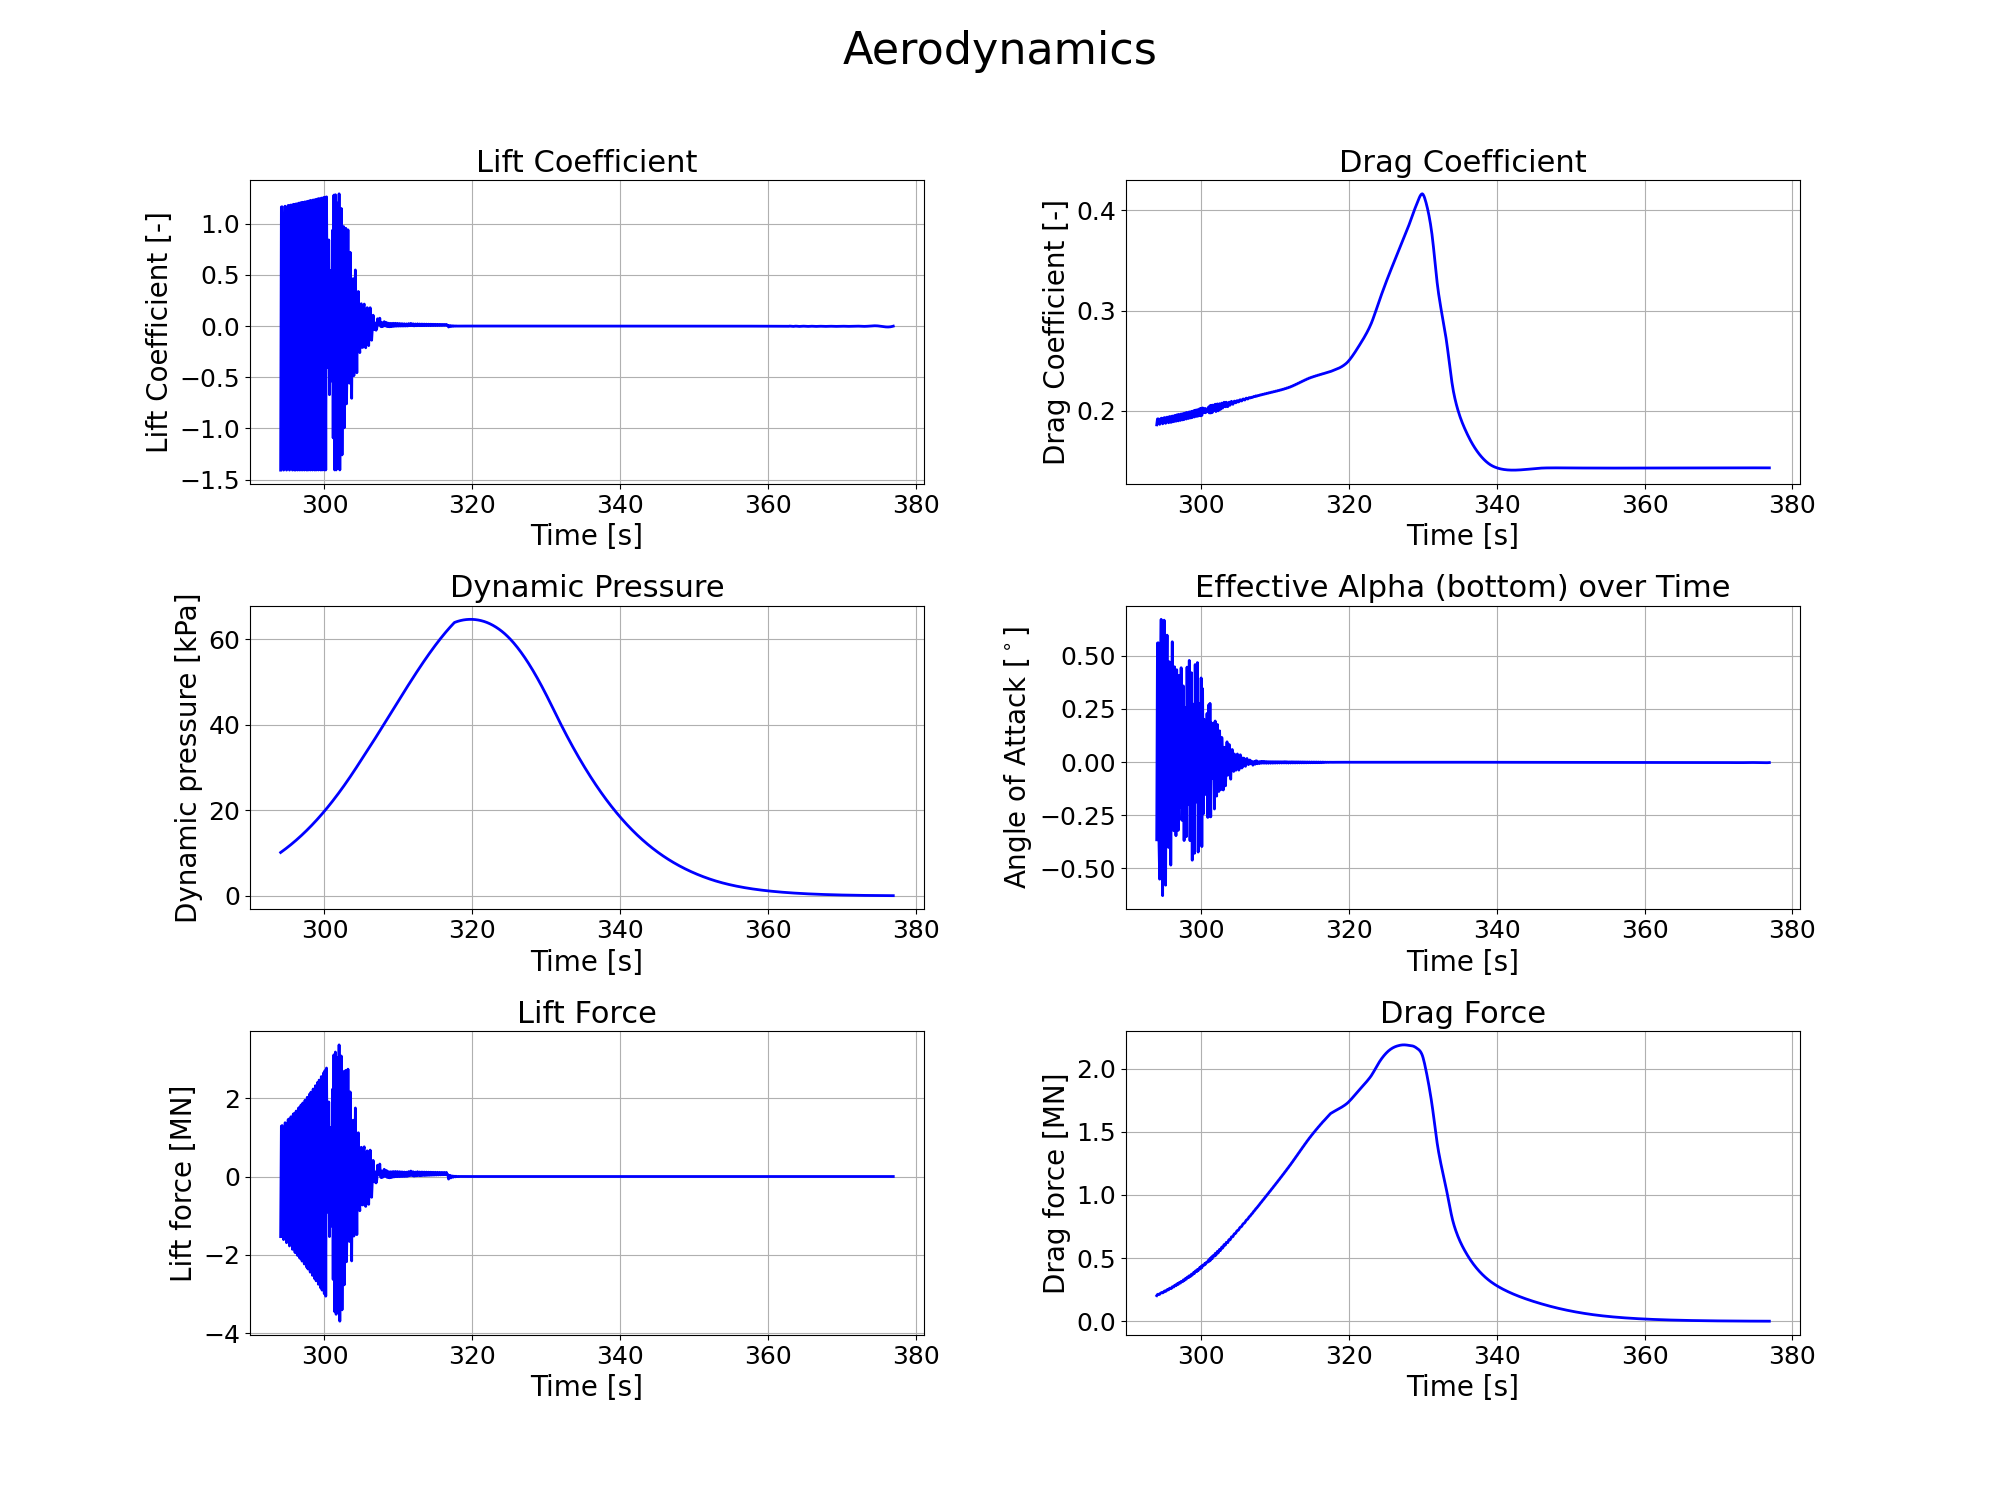 Aerodynamics
Lift Coefficient
Lift Coefficient [-]
1.0
0.5
0.0
−0.5
−1.0
−1.5
300 320 340 360 380
Time [s]
Drag Coefficient
Drag Coefficient [-]
0.4
0.3
0.2
300 320 340 360 380
Time [s]
Dynamic Pressure
Dynamic pressure [kPa]
60
40
20
0
300 320 340 360 380
Time [s]
Effective Alpha (bottom) over Time
Angle of Attack [°]
0.50
0.25
0.00
−0.25
−0.50
300 320 340 360 380
Time [s]
Lift Force
Lift force [MN]
2
0
−2
−4
300 320 340 360 380
Time [s]
Drag Force
Drag force [MN]
2.0
1.5
1.0
0.5
0.0
300 320 340 360 380
Time [s]